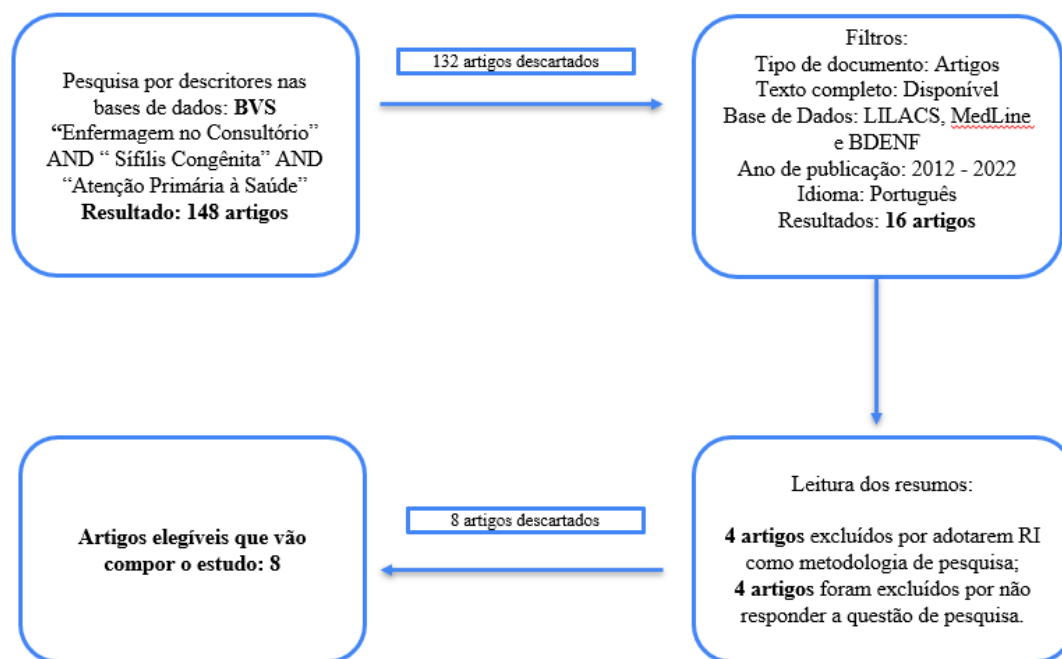 Pesquisa por descritores nas
bases de dados: BVS
“Enfermagem no Consultório”
AND “ Sífilis Congênita” AND
“Atenção Primária à Saúde”
Resultado: 148 artigos
132 artigos descartados
Filtros:
Tipo de documento: Artigos
Texto completo: Disponível
Base de Dados: LILACS, MedLine
e BDENF
Ano de publicação: 2012 - 2022
Idioma: Português
Resultados: 16 artigos
Leitura dos resumos:
4 artigos excluídos por adotarem RI
como metodologia de pesquisa;
4 artigos foram excluídos por não
responder a questão de pesquisa.
8 artigos descartados
Artigos elegíveis que vão
compor o estudo: 8